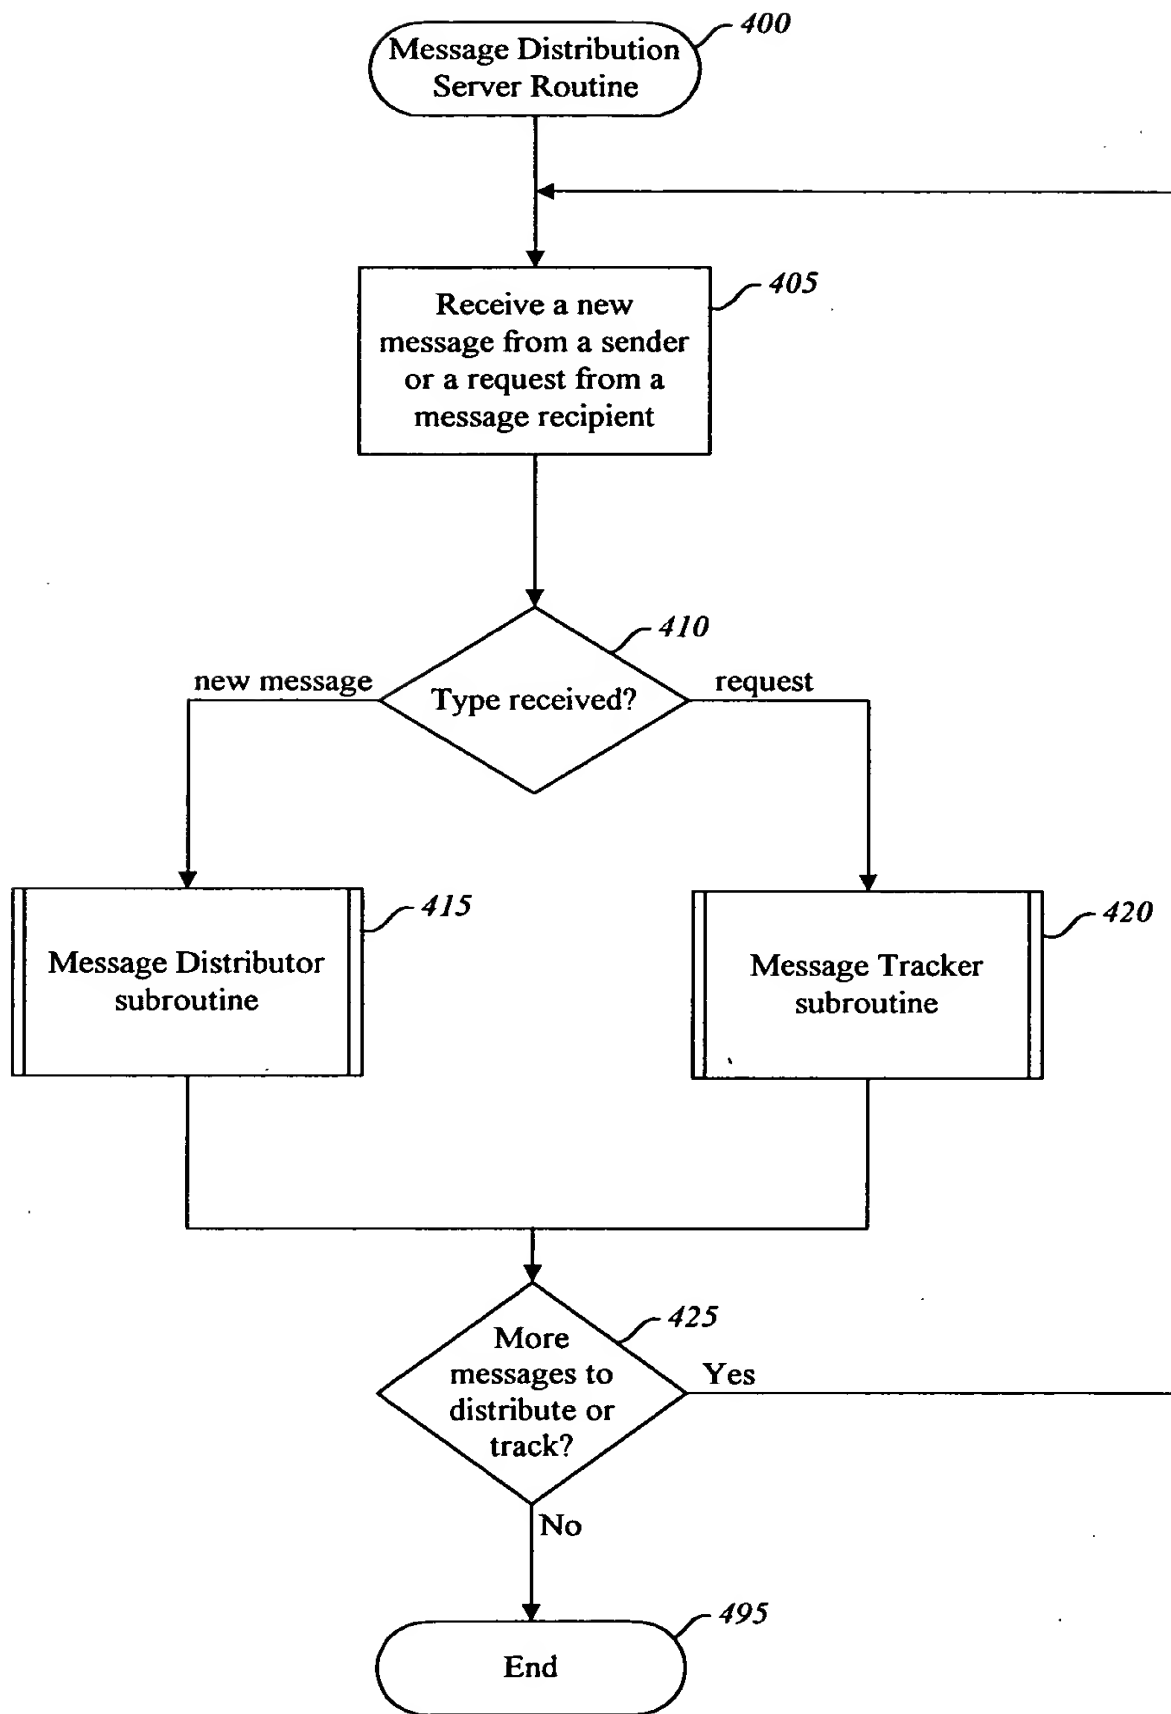 400
Message Distribution
Server Routine
405
Receive a new
message from a sender
or a request from a
message recipient
410
new message
Type received?
request
415
Message Distributor
subroutine
420
Message Tracker
subroutine
425
More
messages to
distribute or
track?
Yes
No
495
End